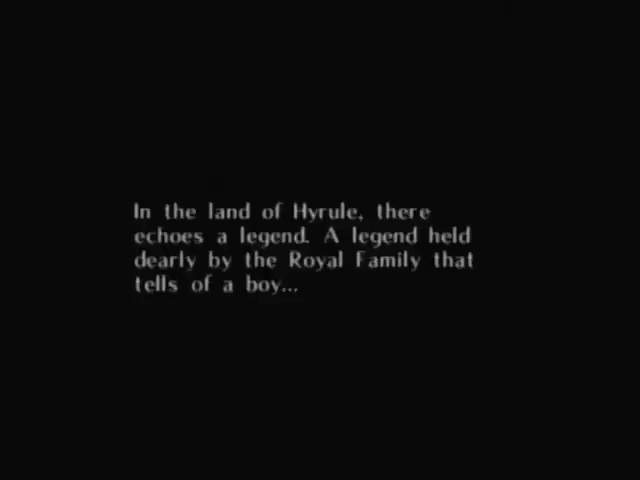 In the land of Hyrule, there
echoes a legend. A legend held
dearly by the Royal Family that
tells of a boy...